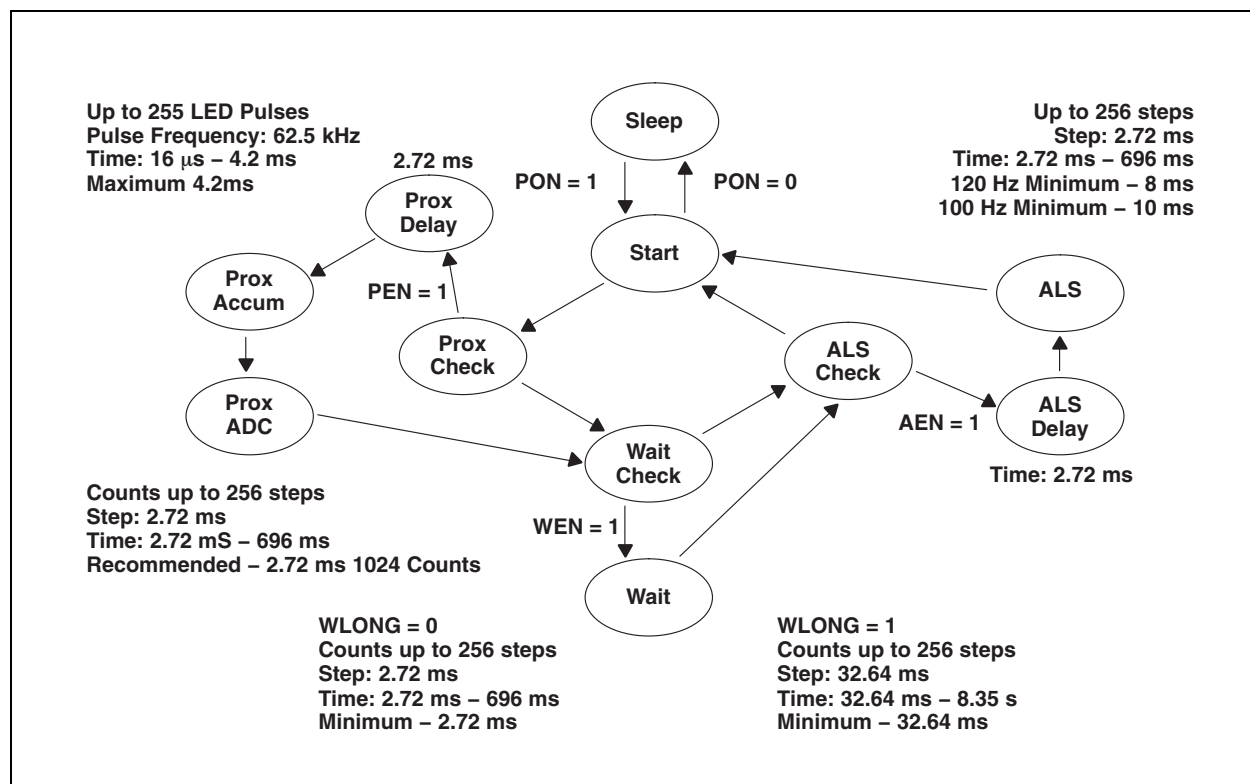 Up to 255 LED Pulses
Pulse Frequency: 62.5 kHz
Time: 16 μs – 4.2 ms
Maximum 4.2ms
Sleep
Up to 256 steps
Step: 2.72 ms
Time: 2.72 ms – 696 ms
120 Hz Minimum – 8 ms
100 Hz Minimum – 10 ms
2.72 ms
PON = 1
PON = 0
Prox
Delay
Start
Prox
Accum
PEN = 1
ALS
Prox
Check
ALS
Check
Prox
ADC
AEN = 1
ALS
Delay
Time: 2.72 ms
Wait
Check
Counts up to 256 steps
Step: 2.72 ms
Time: 2.72 mS – 696 ms
Recommended – 2.72 ms 1024 Counts
WEN = 1
Wait
WLONG = 0
Counts up to 256 steps
Step: 2.72 ms
Time: 2.72 ms – 696 ms
Minimum – 2.72 ms
WLONG = 1
Counts up to 256 steps
Step: 32.64 ms
Time: 32.64 ms – 8.35 s
Minimum – 32.64 ms